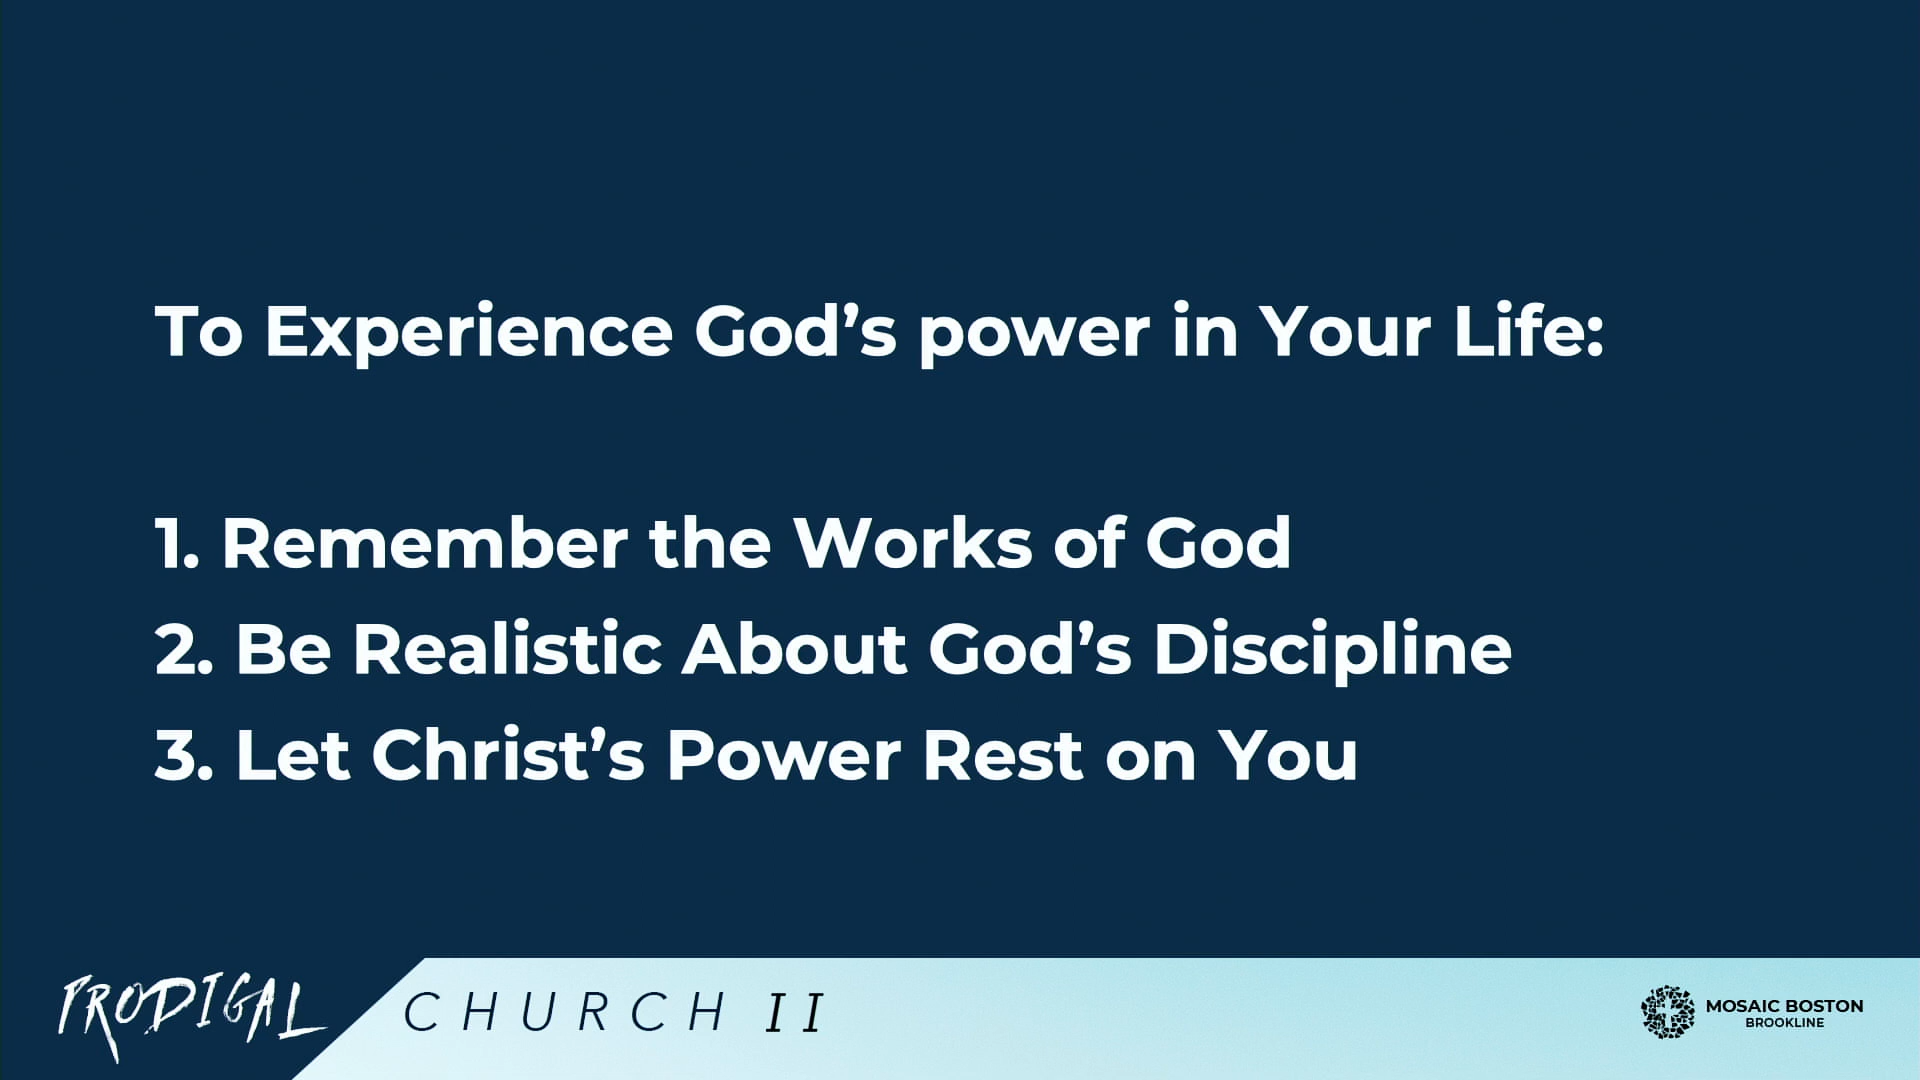 To Experience God’s power in Your Life:
1. Remember the Works of God
2. Be Realistic About God’s Discipline
3. Let Christ’s Power Rest on You
PRODIGAL CHURCH II
MOSAIC BOSTON
BROOKLINE